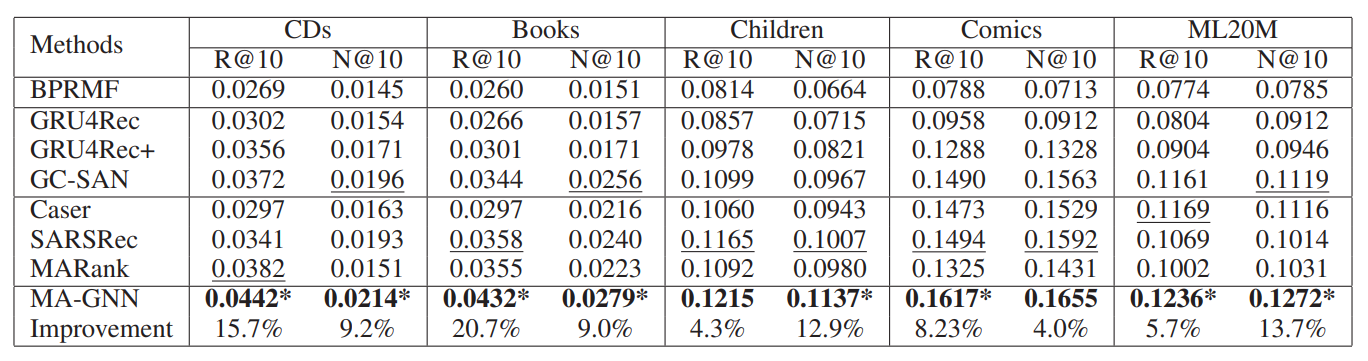 Methods CDs Books Children Comics ML20M
R@10 N@10 R@10 N@10 R@10 N@10 R@10 N@10 R@10 N@10
BPRMF 0.0269 0.0145 0.0260 0.0151 0.0814 0.0664 0.0788 0.0713 0.0774 0.0785
GRU4Rec 0.0302 0.0154 0.0266 0.0157 0.0857 0.0715 0.0958 0.0912 0.0804 0.0912
GRU4Rec+ 0.0356 0.0171 0.0301 0.0171 0.0978 0.0821 0.1288 0.1328 0.0904 0.0946
GC-SAN 0.0372 0.0196 0.0344 0.0256 0.1099 0.0967 0.1490 0.1563 0.1161 0.1119
Caser 0.0297 0.0163 0.0297 0.0216 0.1060 0.0943 0.1473 0.1529 0.1169 0.1116
SARSRec 0.0341 0.0193 0.0358 0.0240 0.1165 0.1007 0.1494 0.1592 0.1069 0.1014
MARank 0.0382 0.0151 0.0355 0.0223 0.1092 0.0980 0.1325 0.1431 0.1002 0.1031
MA-GNN 0.0442* 0.0214* 0.0432* 0.0279* 0.1215 0.1137* 0.1617* 0.1655 0.1236* 0.1272*
Improvement 15.7% 9.2% 20.7% 9.0% 4.3% 12.9% 8.23% 4.0% 5.7% 13.7%